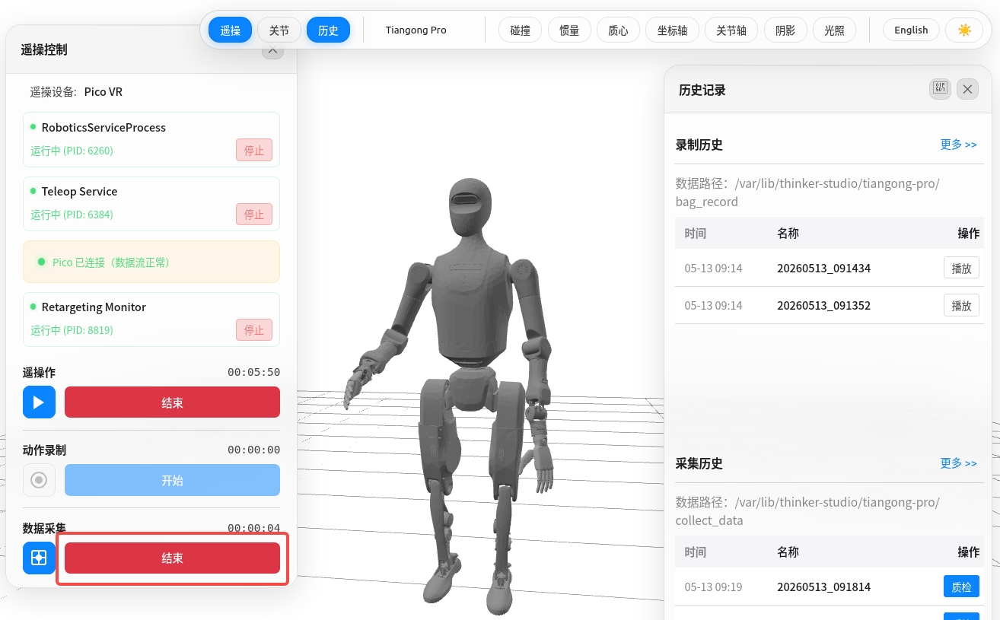 遥操
关节
历史
Tiangong Pro
碰撞
惯量
质心
坐标轴
关节轴
阴影
光照
English
遥操控制
遥操设备: Pico VR
RoboticsServiceProcess
运行中 (PID: 6260)
停止
Teleop Service
运行中 (PID: 6384)
停止
Pico 已连接（数据流正常）
Retargeting Monitor
运行中 (PID: 8819)
停止
遥操作 00:05:50
结束
动作录制 00:00:00
开始
数据采集 00:00:04
结束
历史记录
录制历史 更多 >>
数据路径：/var/lib/thinker-studio/tiangong-pro/
bag_record
时间 名称 操作
05-13 09:14 20260513_091434 播放
05-13 09:14 20260513_091352 播放
采集历史 更多 >>
数据路径：/var/lib/thinker-studio/tiangong-pro/
collect_data
时间 名称 操作
05-13 09:19 20260513_091814 质检